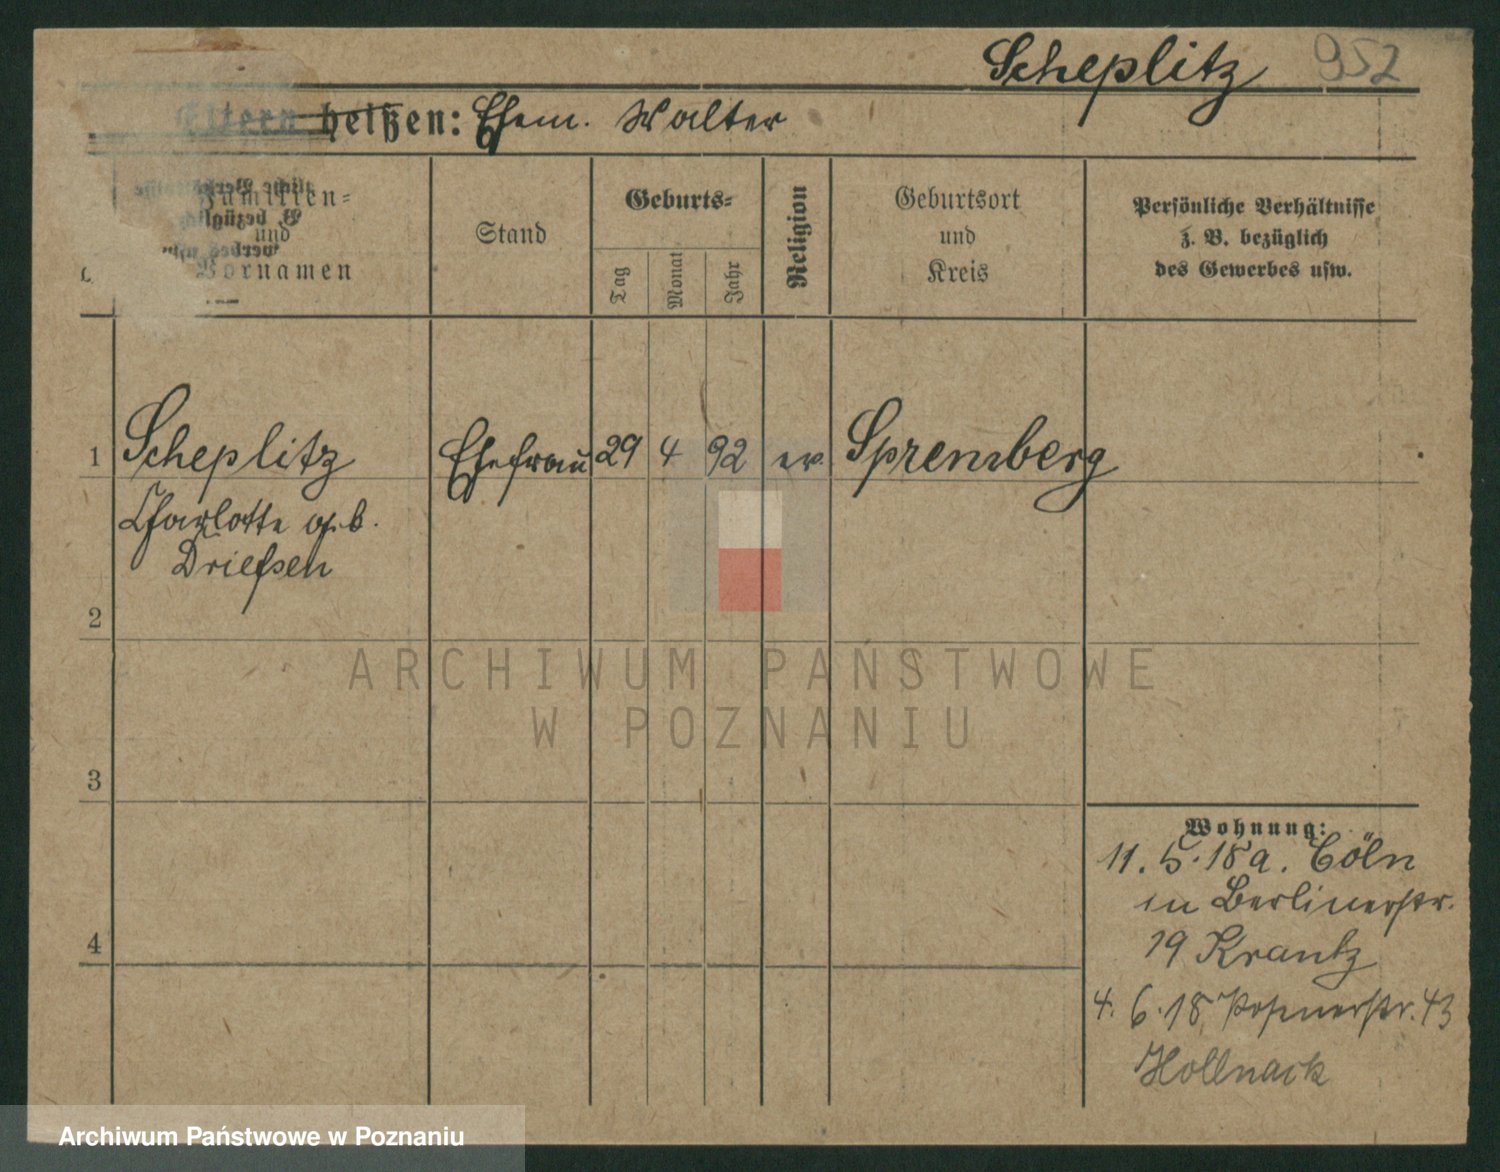 Scheplitz 952
Eltern heißen: Ehem. Walter
Familien-
und
Vornamen
Stand
Geburts-
Tag
Monat
Jahr
Religion
Geburtsort
und
Kreis
Persönliche Verhältnisse
z. B. bezüglich
des Gewerbes usw.
1 Scheplitz Ehefrau 29 4 92 ev. Spremberg
Charlotte geb.
Drießen
2
3
4
Wohnung:
11. 5. 18 a. Cöln
in Berlinerstr.
19 Krantz
4. 6. 18 Posenerstr. 43
Hollnack
ARCHIWUM PAŃSTWOWE
W POZNANIU
Archiwum Państwowe w Poznaniu